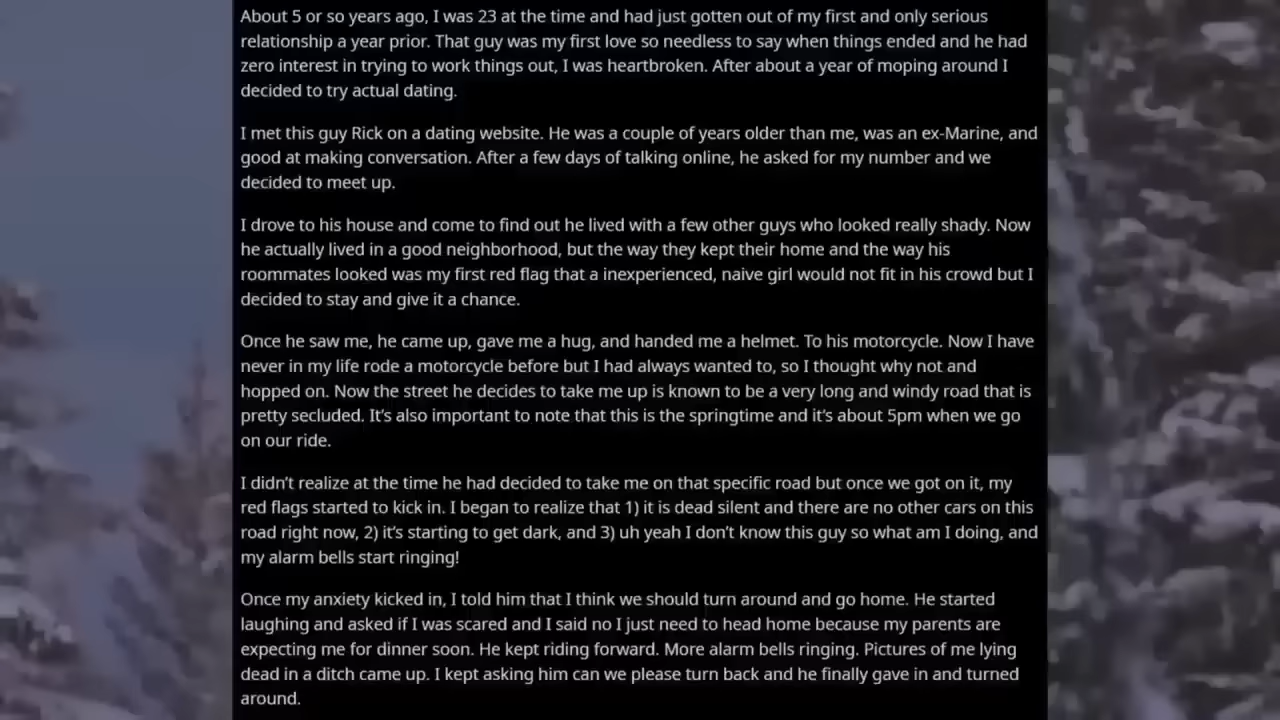 About 5 or so years ago, I was 23 at the time and had just gotten out of my first and only serious
relationship a year prior. That guy was my first love so needless to say when things ended and he had
zero interest in trying to work things out, I was heartbroken. After about a year of moping around I
decided to try actual dating.
I met this guy Rick on a dating website. He was a couple of years older than me, was an ex-Marine, and
good at making conversation. After a few days of talking online, he asked for my number and we
decided to meet up.
I drove to his house and come to find out he lived with a few other guys who looked really shady. Now
he actually lived in a good neighborhood, but the way they kept their home and the way his
roommates looked was my first red flag that a inexperienced, naive girl would not fit in his crowd but I
decided to stay and give it a chance.
Once he saw me, he came up, gave me a hug, and handed me a helmet. To his motorcycle. Now I have
never in my life rode a motorcycle before but I had always wanted to, so I thought why not and
hopped on. Now the street he decides to take me up is known to be a very long and windy road that is
pretty secluded. It’s also important to note that this is the springtime and it’s about 5pm when we go
on our ride.
I didn’t realize at the time he had decided to take me on that specific road but once we got on it, my
red flags started to kick in. I began to realize that 1) it is dead silent and there are no other cars on this
road right now, 2) it’s starting to get dark, and 3) uh yeah I don’t know this guy so what am I doing, and
my alarm bells start ringing!
Once my anxiety kicked in, I told him that I think we should turn around and go home. He started
laughing and asked if I was scared and I said no I just need to head home because my parents are
expecting me for dinner soon. He kept riding forward. More alarm bells ringing. Pictures of me lying
dead in a ditch came up. I kept asking him can we please turn back and he finally gave in and turned
around.